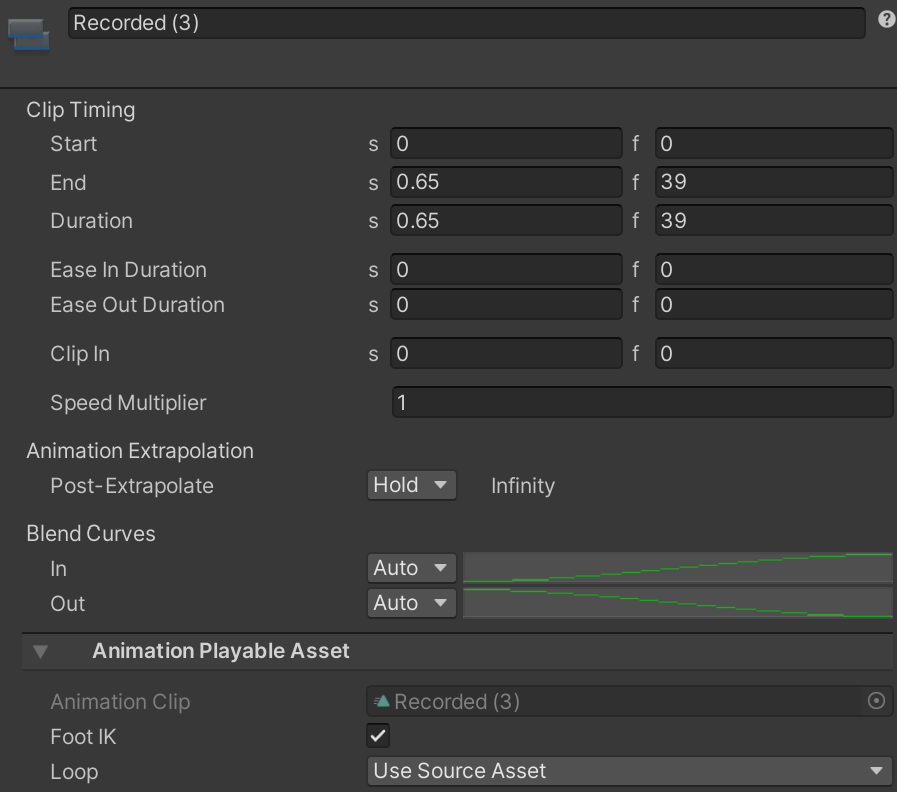 Recorded (3)
Clip Timing
Start s 0 f 0
End s 0.65 f 39
Duration s 0.65 f 39
Ease In Duration s 0 f 0
Ease Out Duration s 0 f 0
Clip In s 0 f 0
Speed Multiplier 1
Animation Extrapolation
Post-Extrapolate Hold Infinity
Blend Curves
In Auto
Out Auto
Animation Playable Asset
Animation Clip Recorded (3)
Foot IK
Loop Use Source Asset